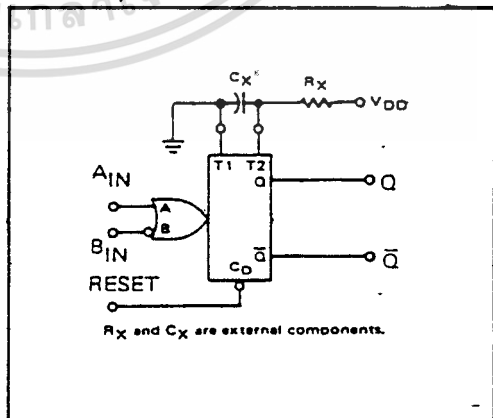 Cx*
Rx
VDD
T1 T2
Q
Q
AIN
A
B
BIN
Q̅
Q̅
CD
RESET
Rx and Cx are external components.